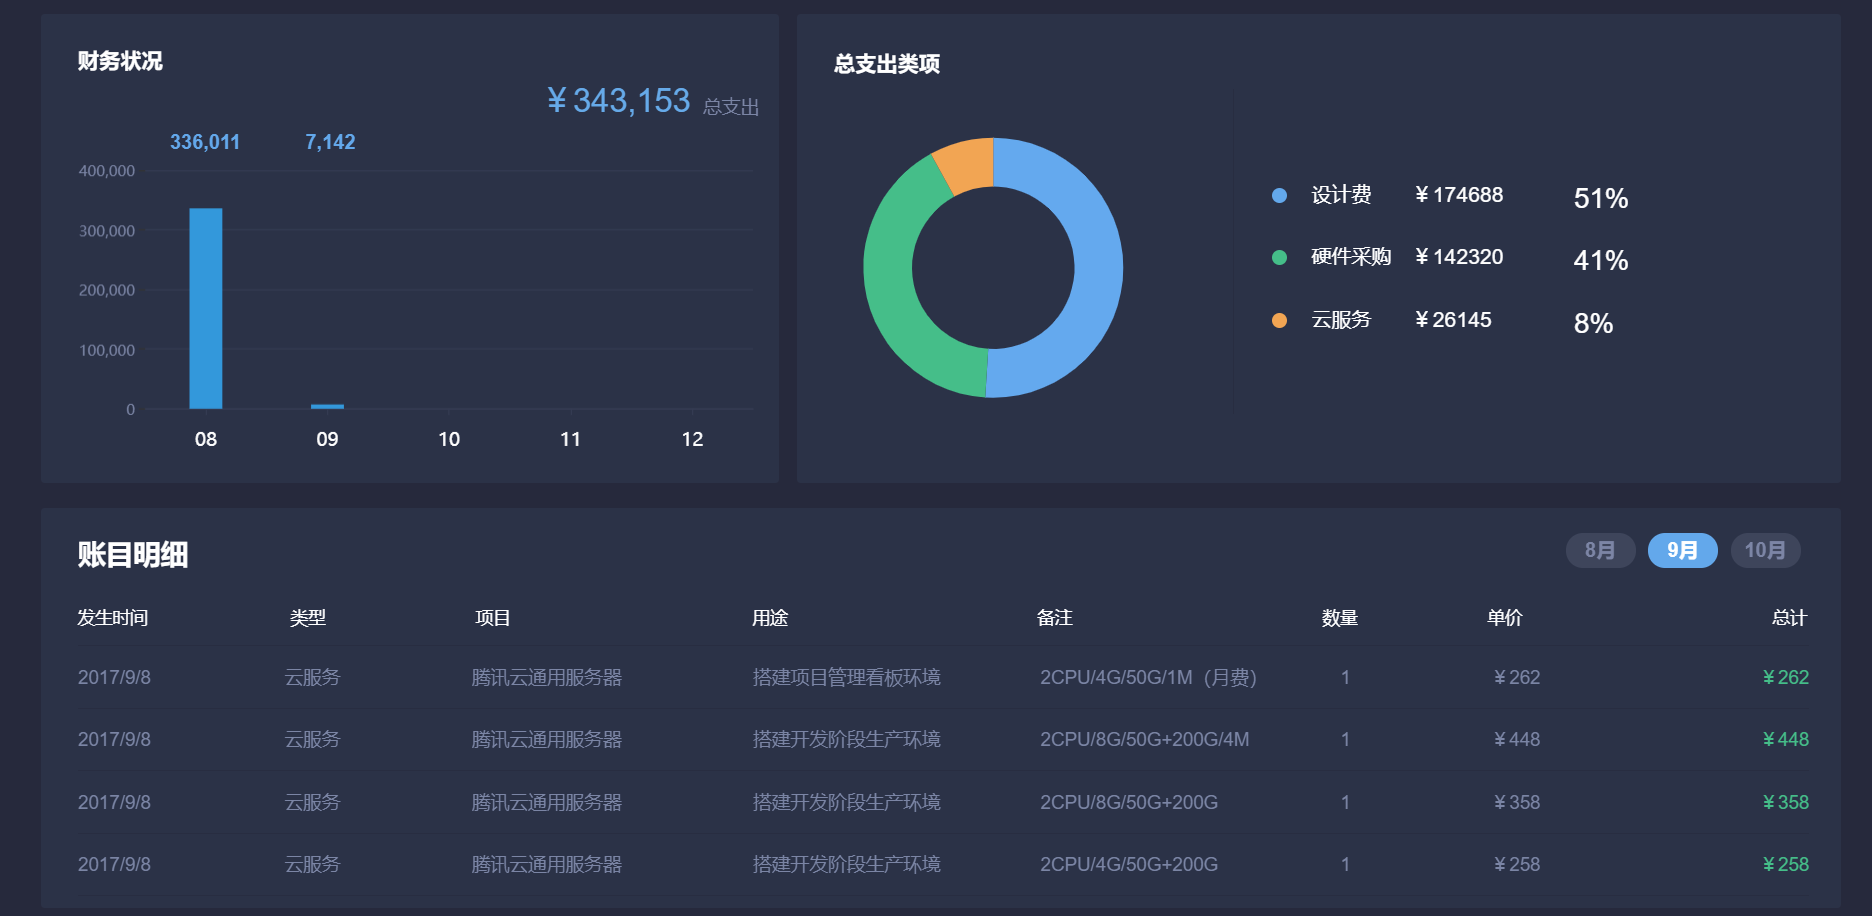 财务状况
¥ 343,153 总支出
336,011 7,142
400,000
300,000
200,000
100,000
0
08 09 10 11 12
总支出类项
设计费 ¥ 174688 51%
硬件采购 ¥ 142320 41%
云服务 ¥ 26145 8%
账目明细
8月 9月 10月
发生时间 类型 项目 用途 备注 数量 单价 总计
2017/9/8 云服务 腾讯云通用服务器 搭建项目管理看板环境 2CPU/4G/50G/1M（月费） 1 ¥ 262 ¥ 262
2017/9/8 云服务 腾讯云通用服务器 搭建开发阶段生产环境 2CPU/8G/50G+200G/4M 1 ¥ 448 ¥ 448
2017/9/8 云服务 腾讯云通用服务器 搭建开发阶段生产环境 2CPU/8G/50G+200G 1 ¥ 358 ¥ 358
2017/9/8 云服务 腾讯云通用服务器 搭建开发阶段生产环境 2CPU/4G/50G+200G 1 ¥ 258 ¥ 258